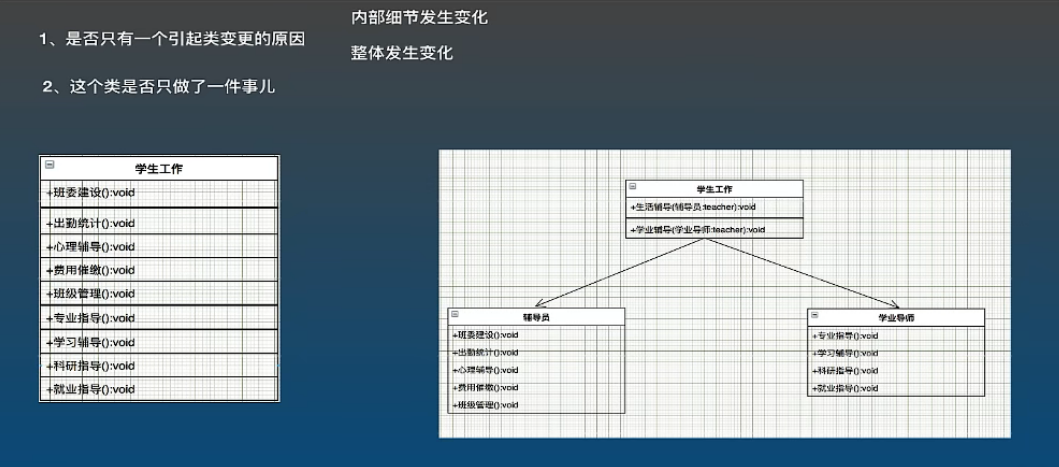 1、是否只有一个引起类变更的原因
内部细节发生变化
整体发生变化
2、这个类是否只做了一件事儿
学生工作
+班委建设():void
+出勤统计():void
+心理辅导():void
+费用催缴():void
+班级管理():void
+专业指导():void
+学习辅导():void
+科研指导():void
+就业指导():void
学生工作
+生活辅导(辅导员:teacher):void
+学业辅导(学业导师:teacher):void
辅导员
+班委建设():void
+出勤统计():void
+心理辅导():void
+费用催缴():void
+班级管理():void
学业导师
+专业指导():void
+学习辅导():void
+科研指导():void
+就业指导():void